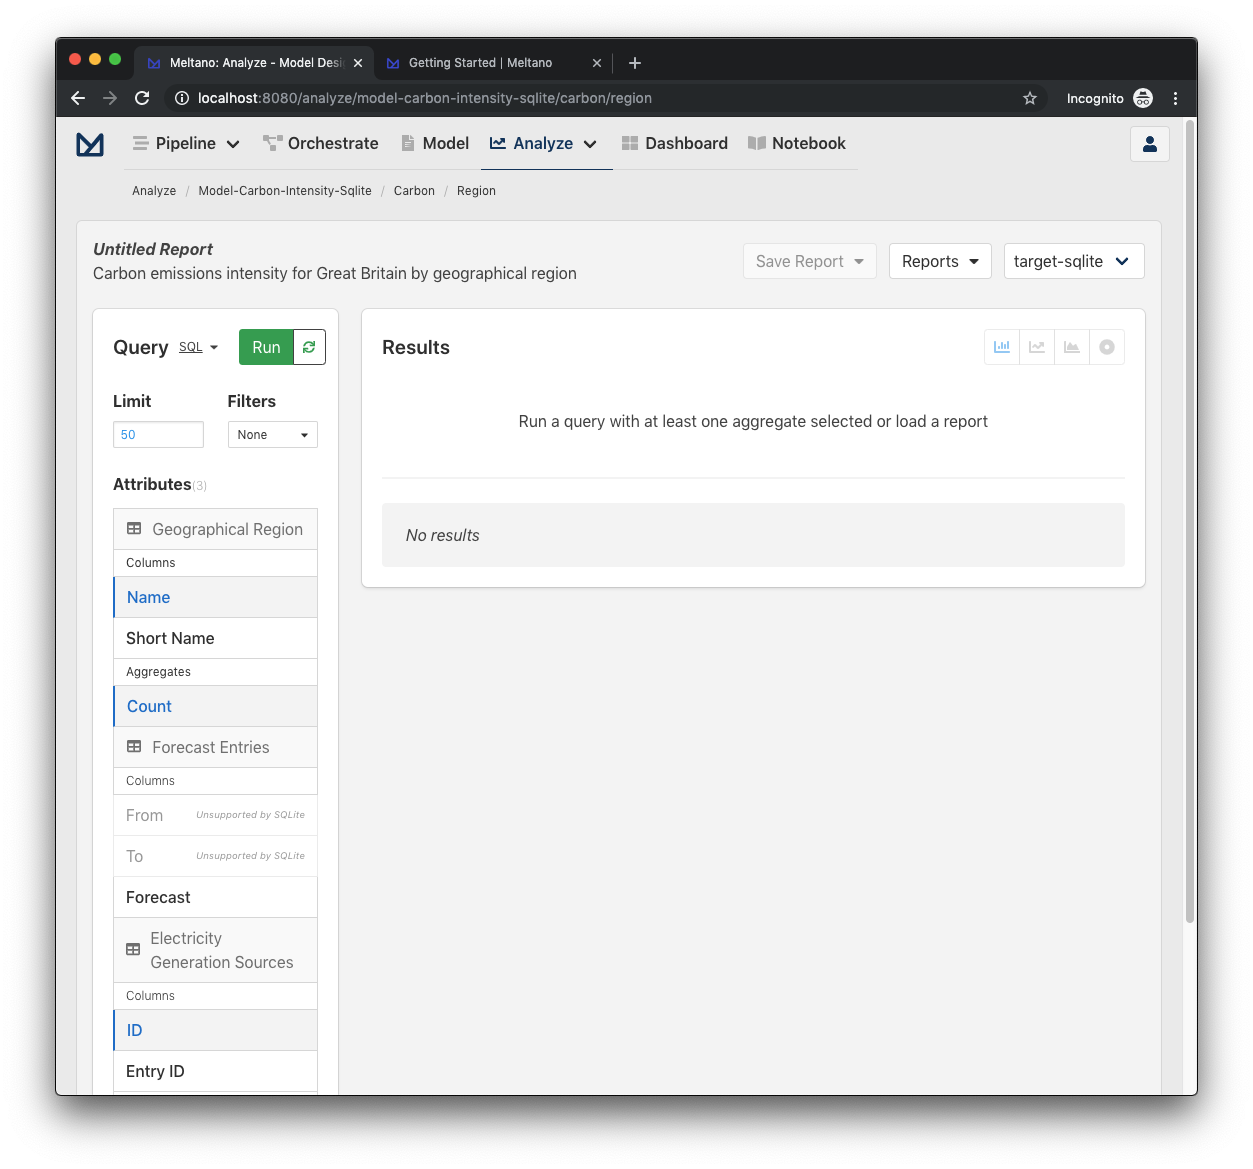 Meltano: Analyze - Model Desi
Getting Started | Meltano
localhost:8080/analyze/model-carbon-intensity-sqlite/carbon/region
Incognito
Pipeline
Orchestrate
Model
Analyze
Dashboard
Notebook
Analyze / Model-Carbon-Intensity-Sqlite / Carbon / Region
Untitled Report
Carbon emissions intensity for Great Britain by geographical region
Save Report
Reports
target-sqlite
Query
SQL
Run
Results
Limit
Filters
50
None
Run a query with at least one aggregate selected or load a report
Attributes(3)
No results
Geographical Region
Columns
Name
Short Name
Aggregates
Count
Forecast Entries
Columns
From
Unsupported by SQLite
To
Unsupported by SQLite
Forecast
Electricity
Generation Sources
Columns
ID
Entry ID